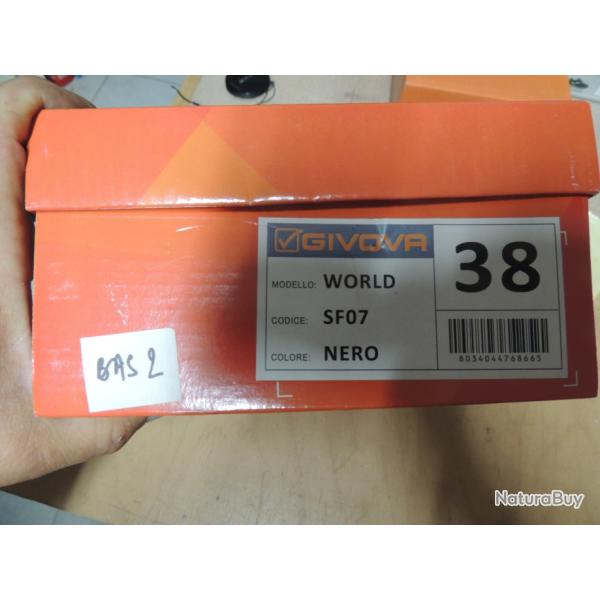 GIVOVA
38
MODELLO: WORLD
CODICE: SF07
COLORE: NERO
8034044768665
BAS 2
NaturaBuy